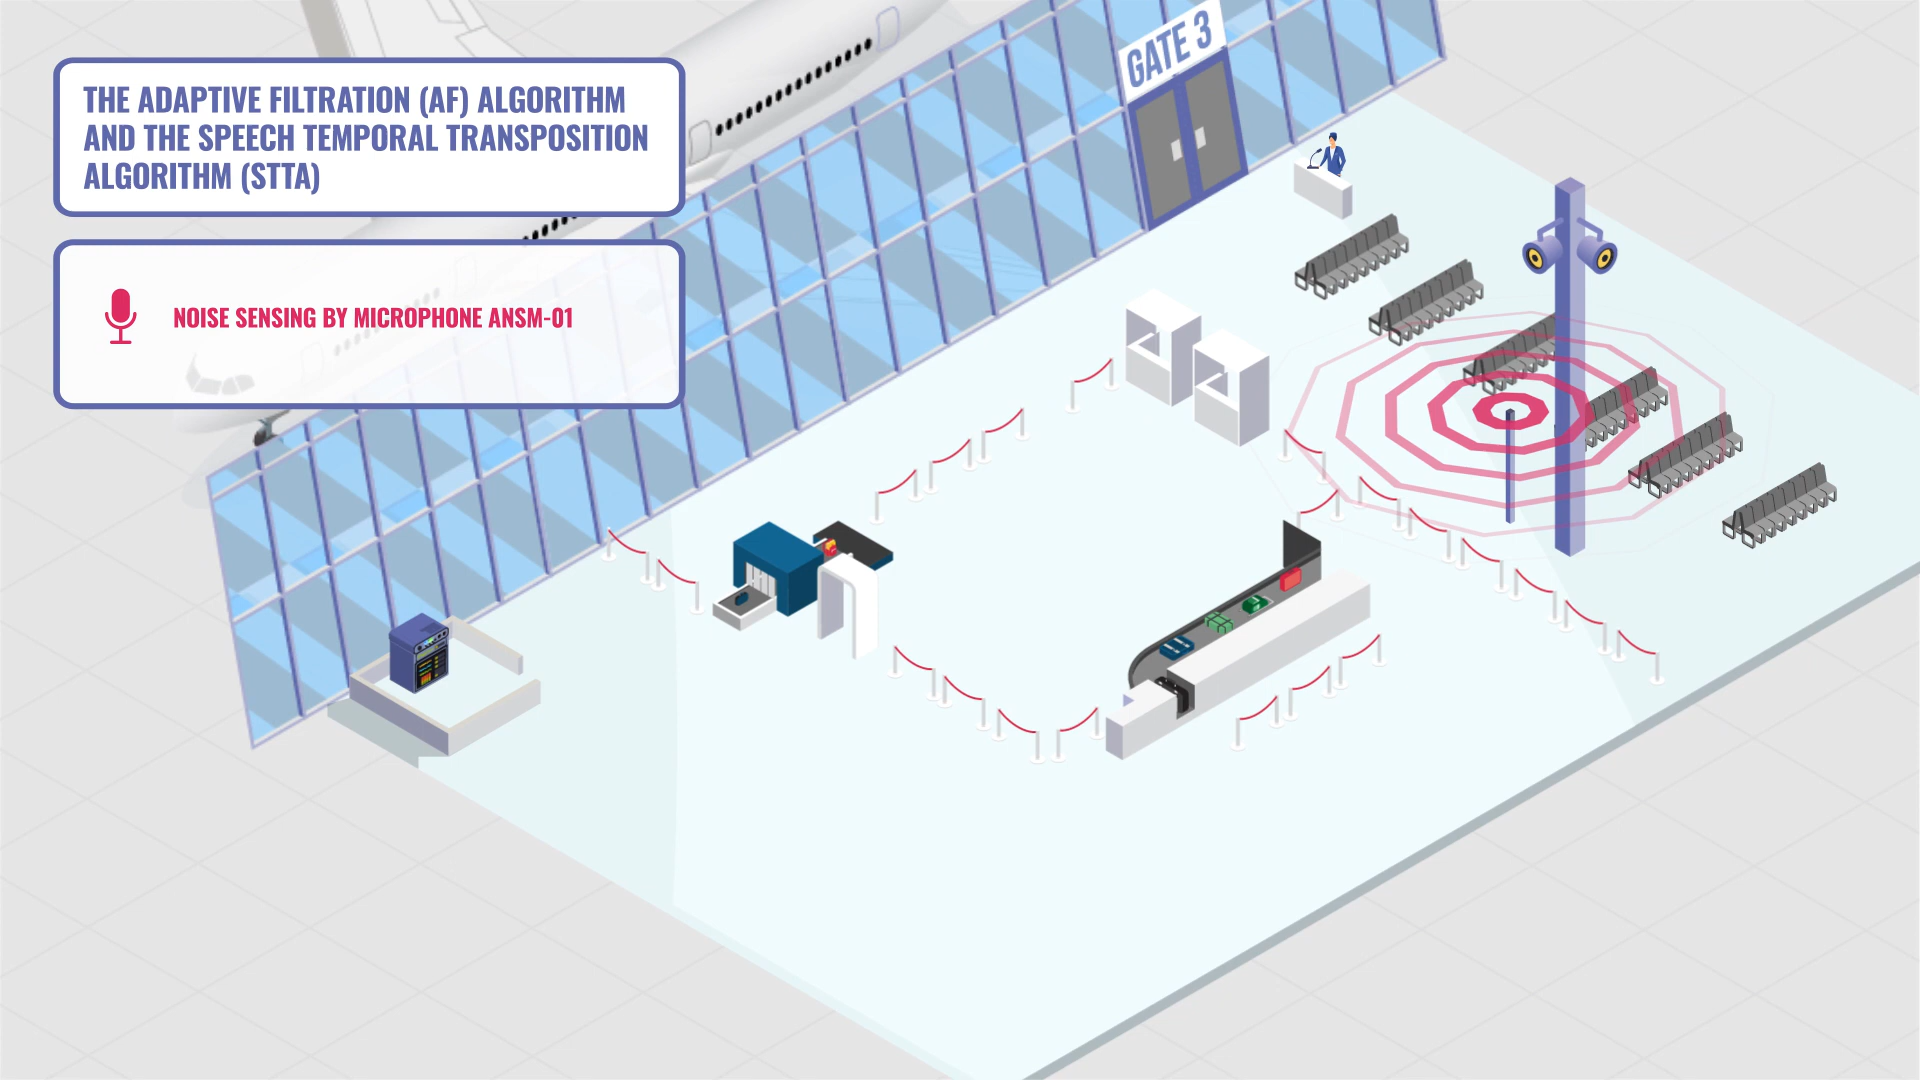 THE ADAPTIVE FILTRATION (AF) ALGORITHM
AND THE SPEECH TEMPORAL TRANSPOSITION
ALGORITHM (STTA)
NOISE SENSING BY MICROPHONE ANSM-01
GATE 3